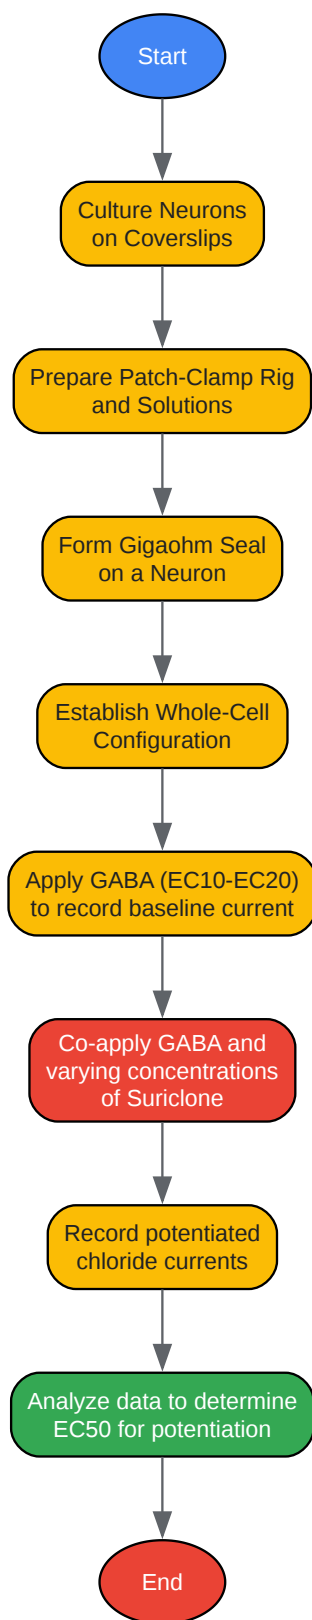 Start
Culture Neurons
on Coverslips
Prepare Patch-Clamp Rig
and Solutions
Form Gigaohm Seal
on a Neuron
Establish Whole-Cell
Configuration
Apply GABA (EC10-EC20)
to record baseline current
Co-apply GABA and
varying concentrations
of Suriclone
Record potentiated
chloride currents
Analyze data to determine
EC50 for potentiation
End